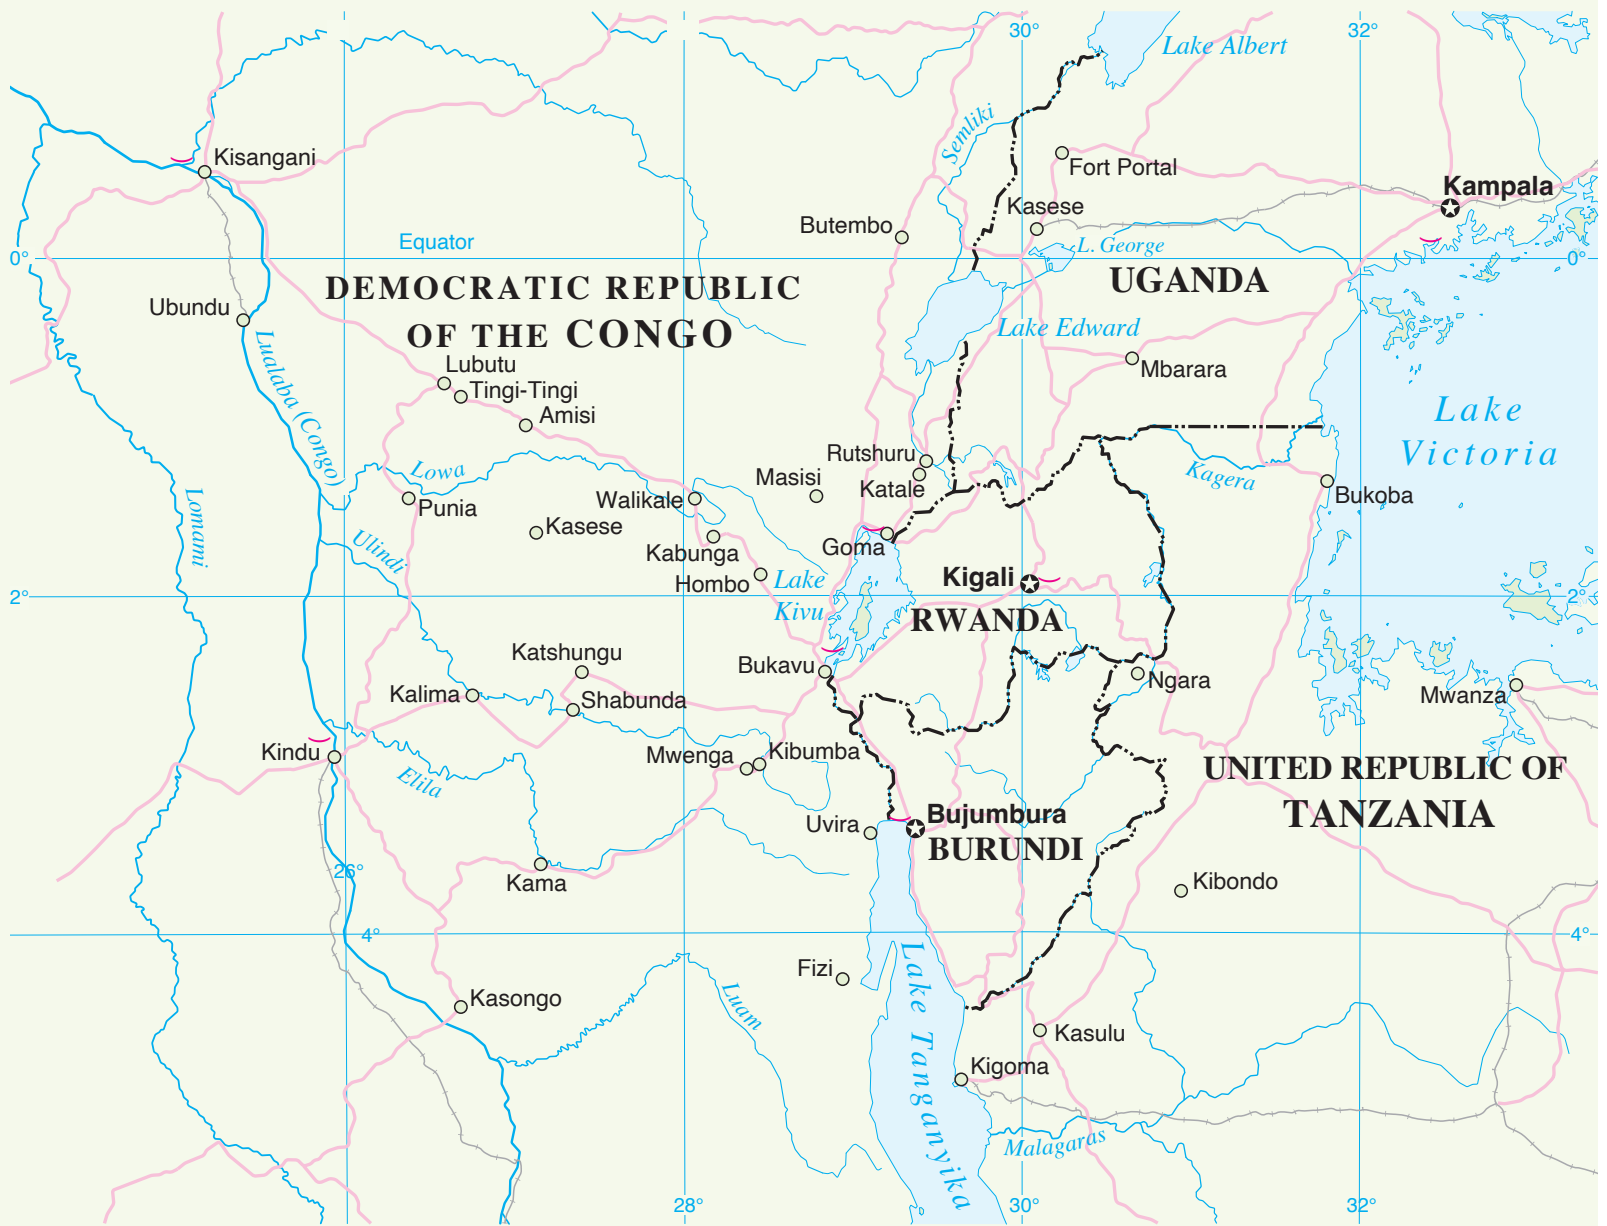 30°
32°
Lake Albert
Semliki
Kisangani
Fort Portal
Kampala
Kasese
Butembo
Equator
L. George
0°
0°
DEMOCRATIC REPUBLIC
OF THE CONGO
UGANDA
Ubundu
Lake Edward
Lualaba (Congo)
Lubutu
Tingi-Tingi
Amisi
Mbarara
Lake
Victoria
Rutshuru
Katale
Masisi
Lowa
Kagera
Bukoba
Walikale
Punia
Lomami
Kasese
Ulindi
Kabunga
Goma
Hombo
Lake
Kivu
Kigali
RWANDA
2°
2°
Katshungu
Bukavu
Ngara
Kalima
Shabunda
Mwanza
Kindu
Mwenga
Kibumba
Elila
UNITED REPUBLIC OF
TANZANIA
Uvira
Bujumbura
BURUNDI
26°
Kama
Kibondo
4°
4°
Fizi
Luam
Lake Tanganyika
Kasongo
Kasulu
Kigoma
Malagaras
28°
30°
32°